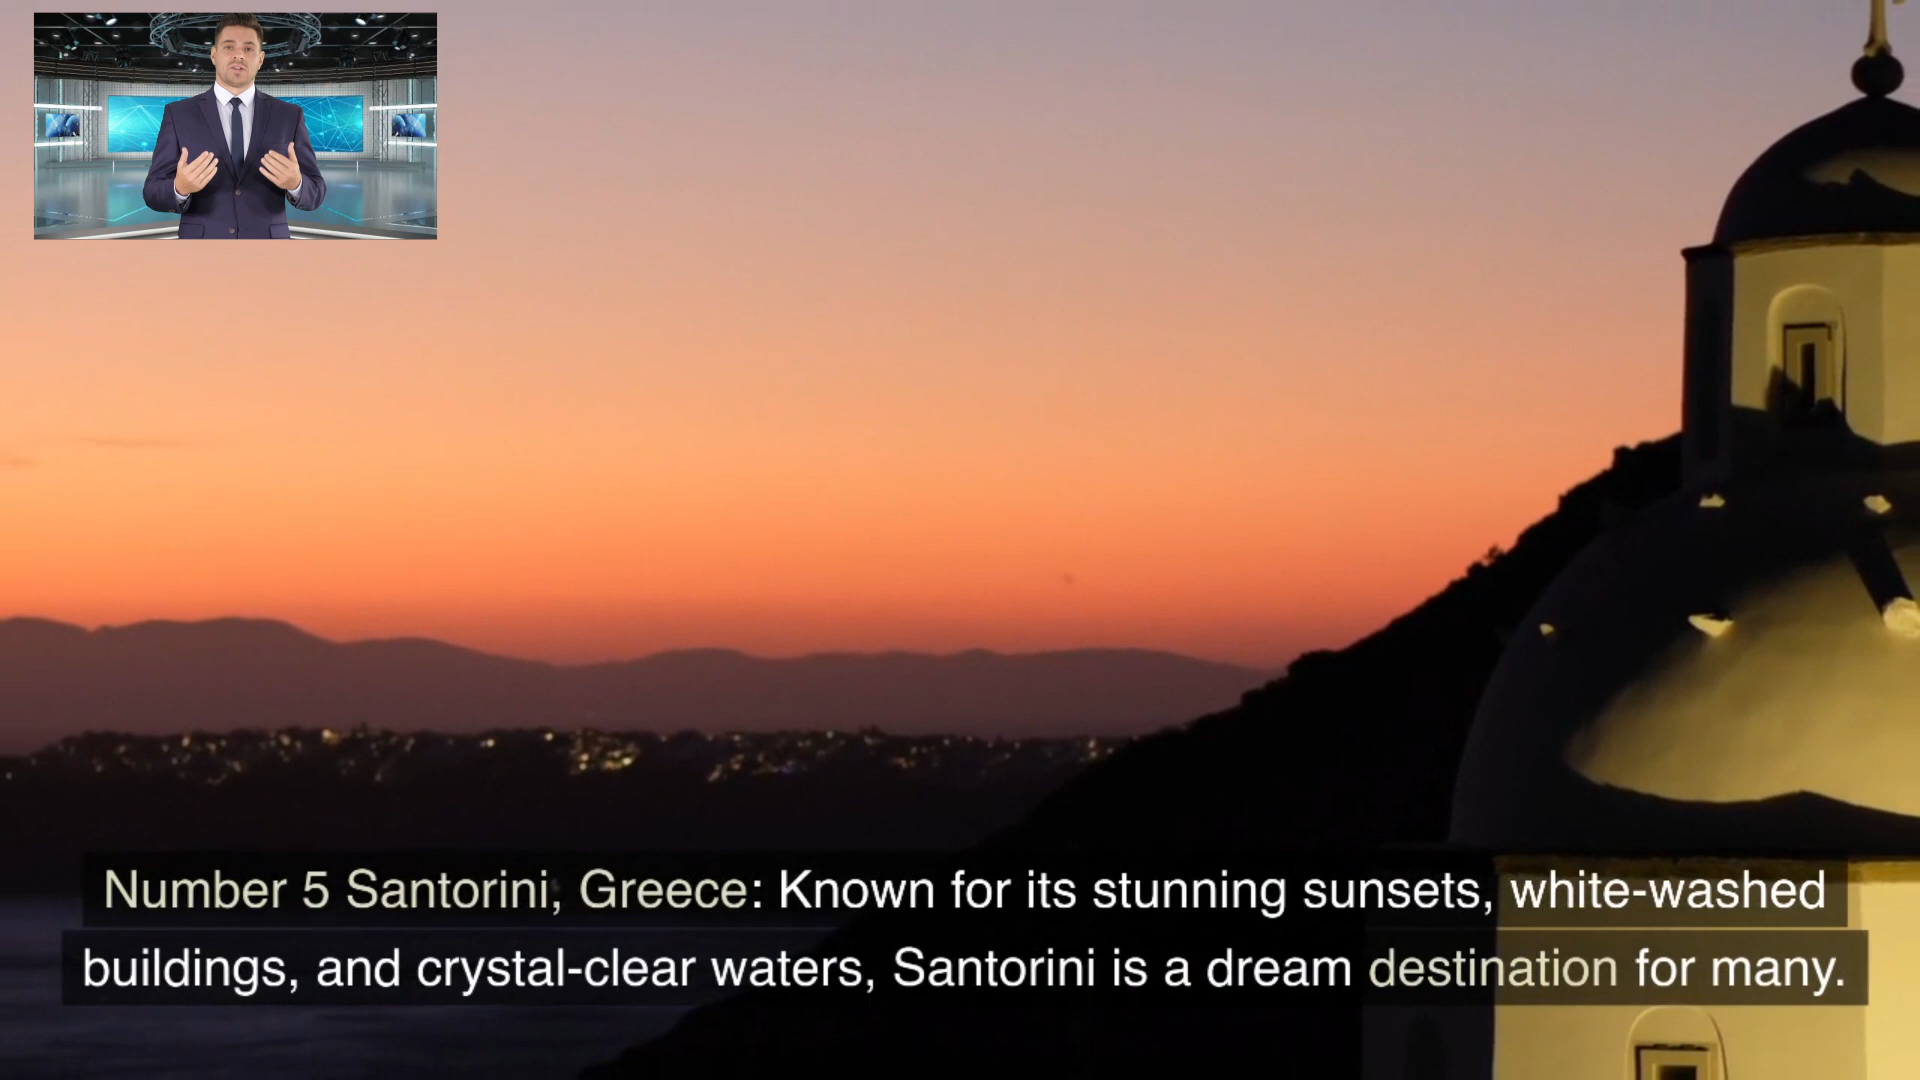 Number 5 Santorini, Greece: Known for its stunning sunsets, white-washed
buildings, and crystal-clear waters, Santorini is a dream destination for many.